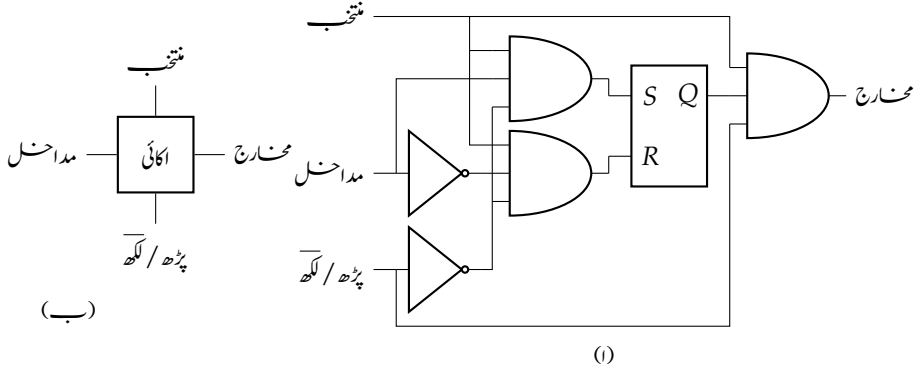 منتخب
مداخل
پڑھ / لکھ̅
S Q
R
مخارج
(ا)
منتخب
مداخل
اکائی
مخارج
پڑھ / لکھ̅
(ب)